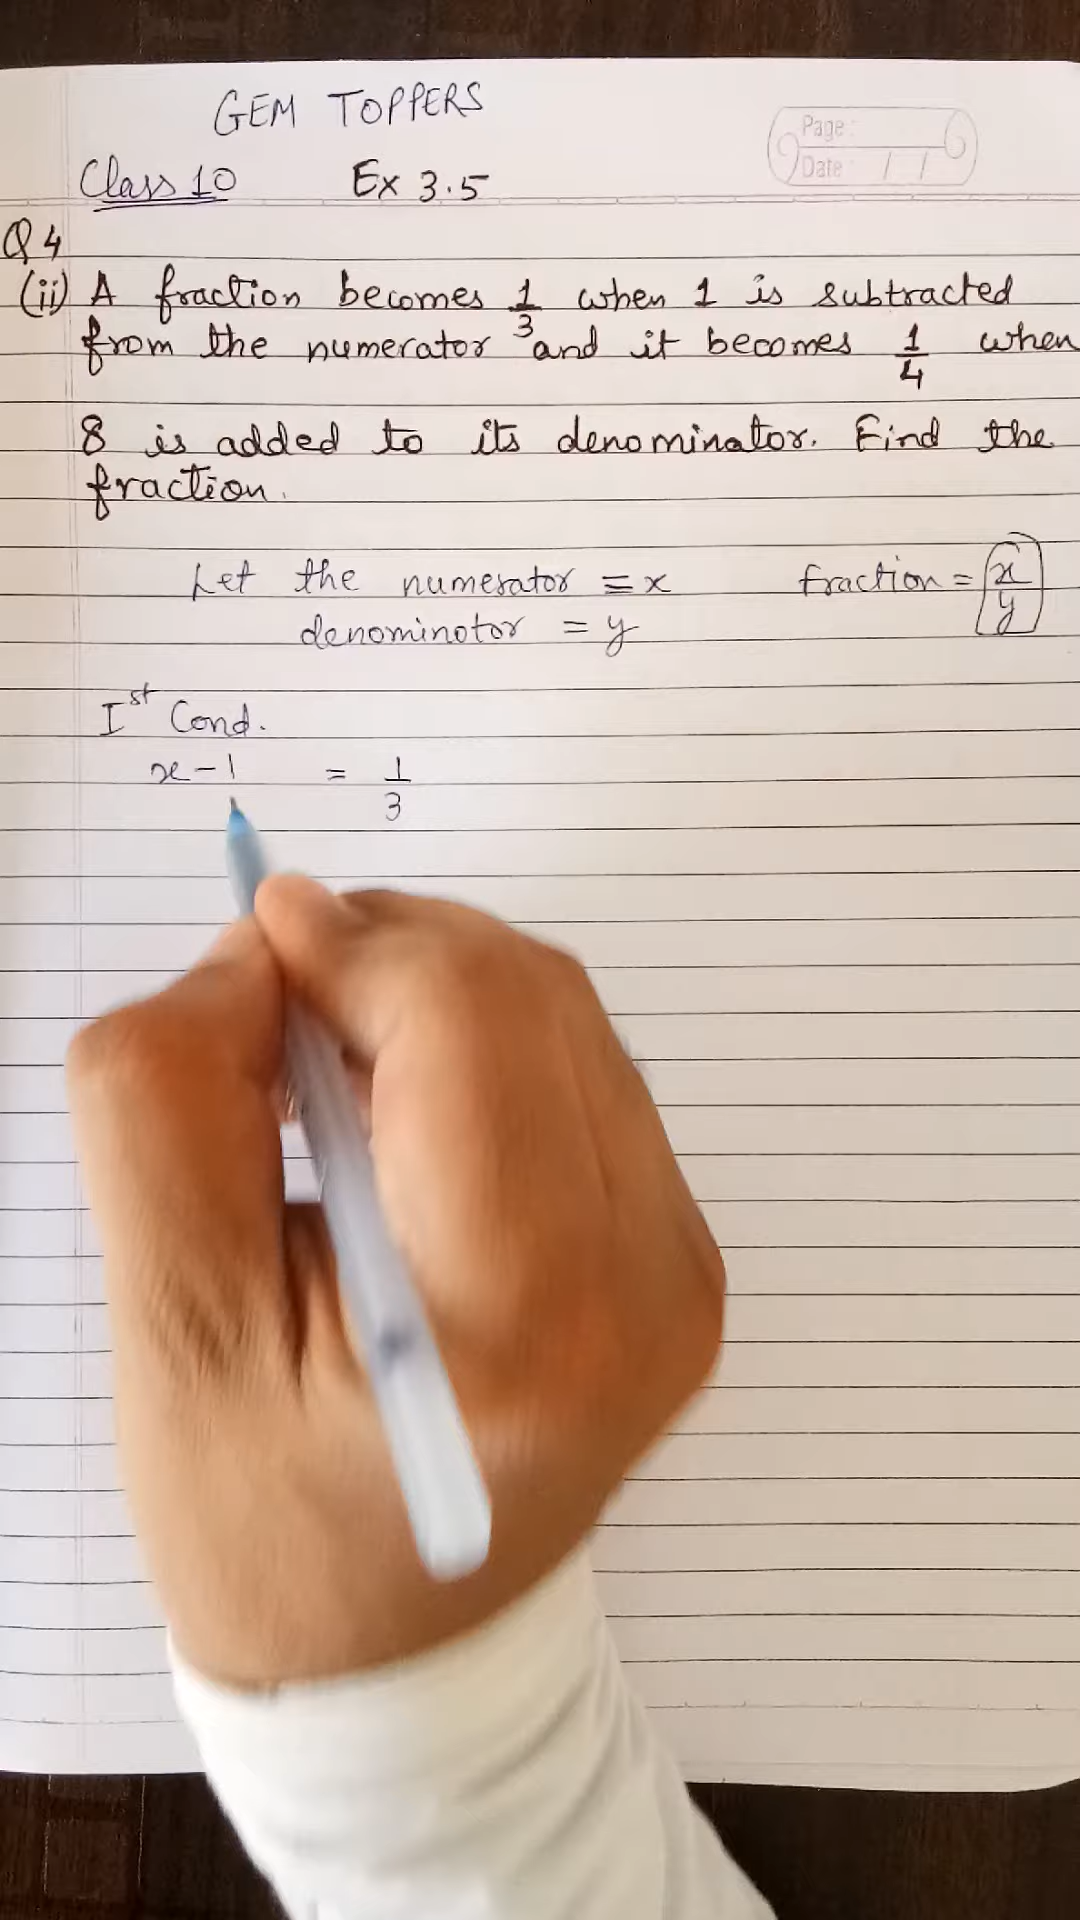 GEM TOPPERS
Page :
Date / /
Class 10 Ex 3.5
Q 4
(ii) A fraction becomes 1/3 when 1 is subtracted
from the numerator and it becomes 1/4 when
8 is added to its denominator. Find the
fraction.
Let the numerator = x fraction = x/y
denominotor = y
Ist Cond.
x - 1 = 1/3